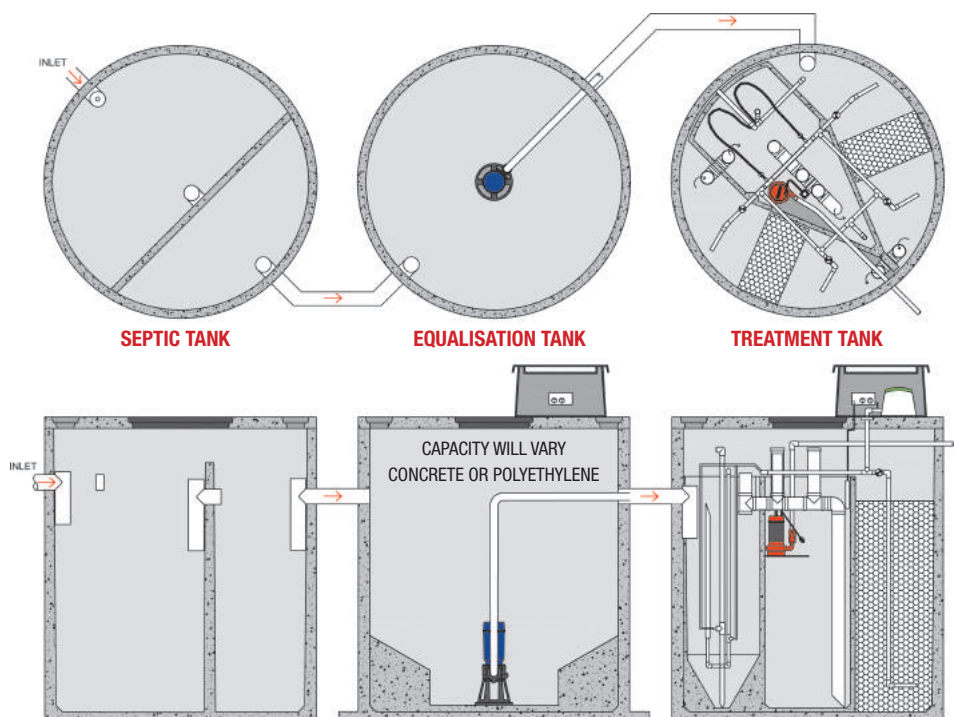 INLET
SEPTIC TANK
EQUALISATION TANK
TREATMENT TANK
INLET
CAPACITY WILL VARY
CONCRETE OR POLYETHYLENE